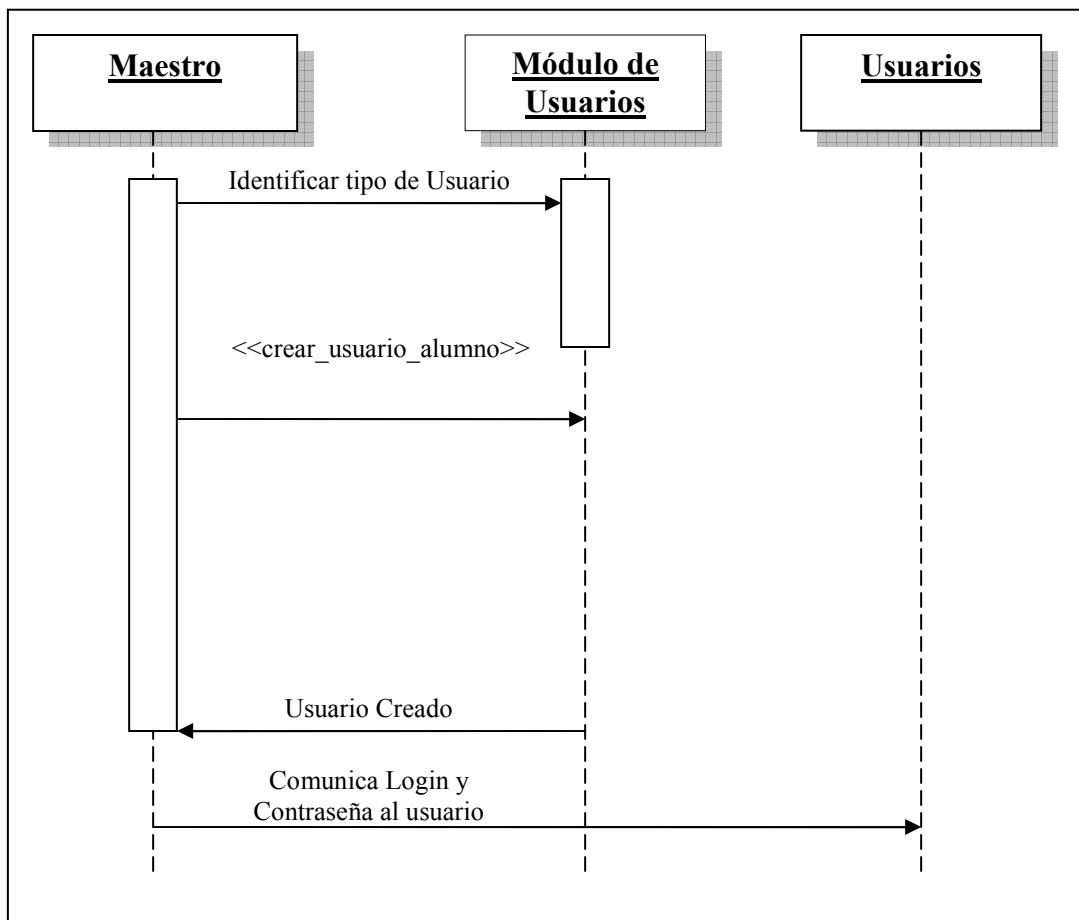 Maestro
Módulo de
Usuarios
Usuarios
Identificar tipo de Usuario
<<crear_usuario_alumno>>
Usuario Creado
Comunica Login y
Contraseña al usuario